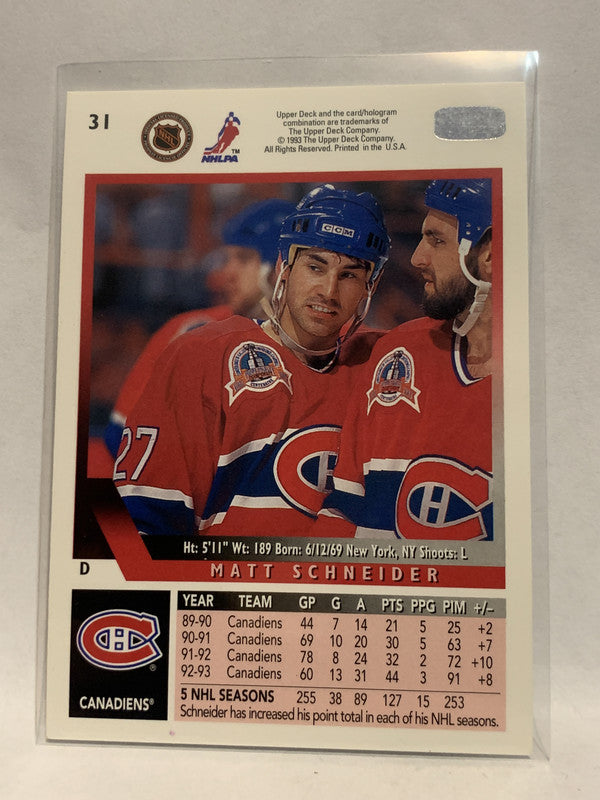 31
NHL
NHLPA
TM
Upper Deck and the card/hologram
combination are trademarks of
The Upper Deck Company.
© 1993 The Upper Deck Company.
All Rights Reserved. Printed in the U.S.A.
CCM
27
Ht: 5'11" Wt: 189 Born: 6/12/69 New York, NY Shoots: L
D
MATT SCHNEIDER
YEAR TEAM GP G A PTS PPG PIM +/–
89-90 Canadiens 44 7 14 21 5 25 +2
90-91 Canadiens 69 10 20 30 5 63 +7
91-92 Canadiens 78 8 24 32 2 72 +10
92-93 Canadiens 60 13 31 44 3 91 +8
5 NHL SEASONS 255 38 89 127 15 253
Schneider has increased his point total in each of his NHL seasons.
CANADIENS®